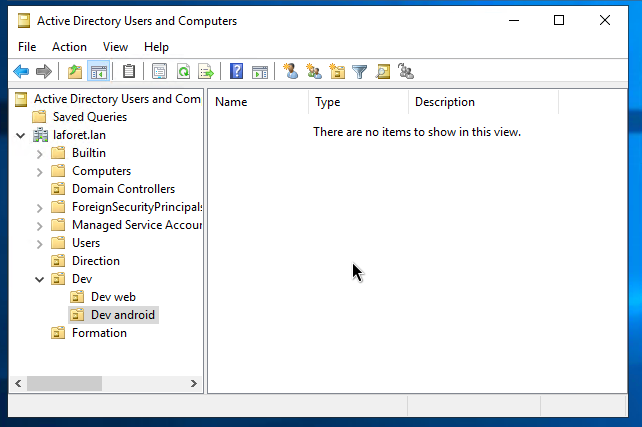 Active Directory Users and Computers
File Action View Help
Active Directory Users and Com
Name Type Description
Saved Queries
There are no items to show in this view.
laforet.lan
Builtin
Computers
Domain Controllers
ForeignSecurityPrincipals
Managed Service Accour
Users
Direction
Dev
Dev web
Dev android
Formation